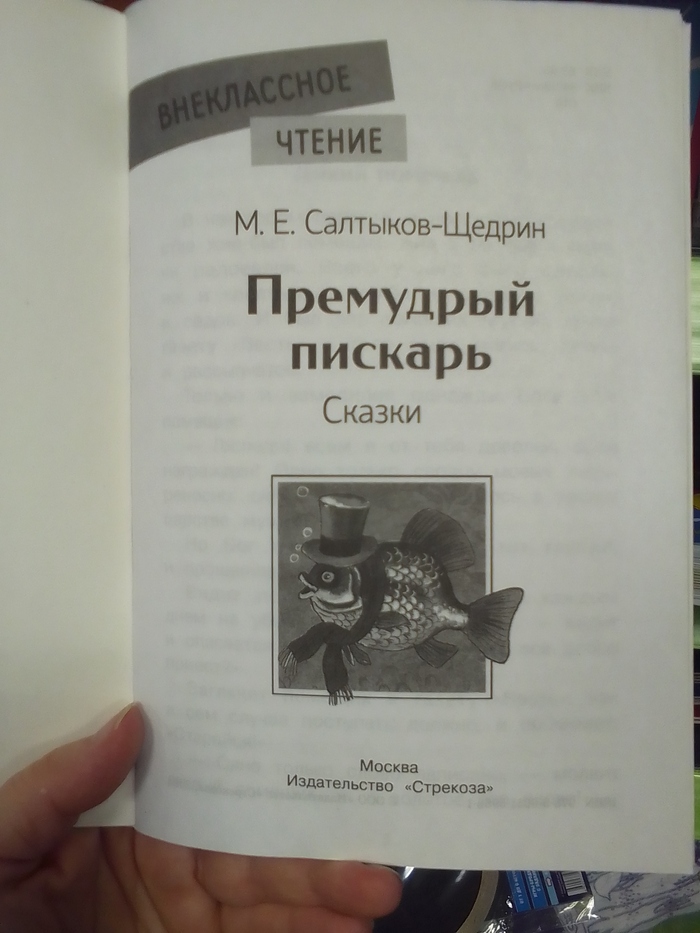 ВНЕКЛАССНОЕ
ЧТЕНИЕ
М. Е. Салтыков-Щедрин
Премудрый
пискарь
Сказки
Москва
Издательство «Стрекоза»